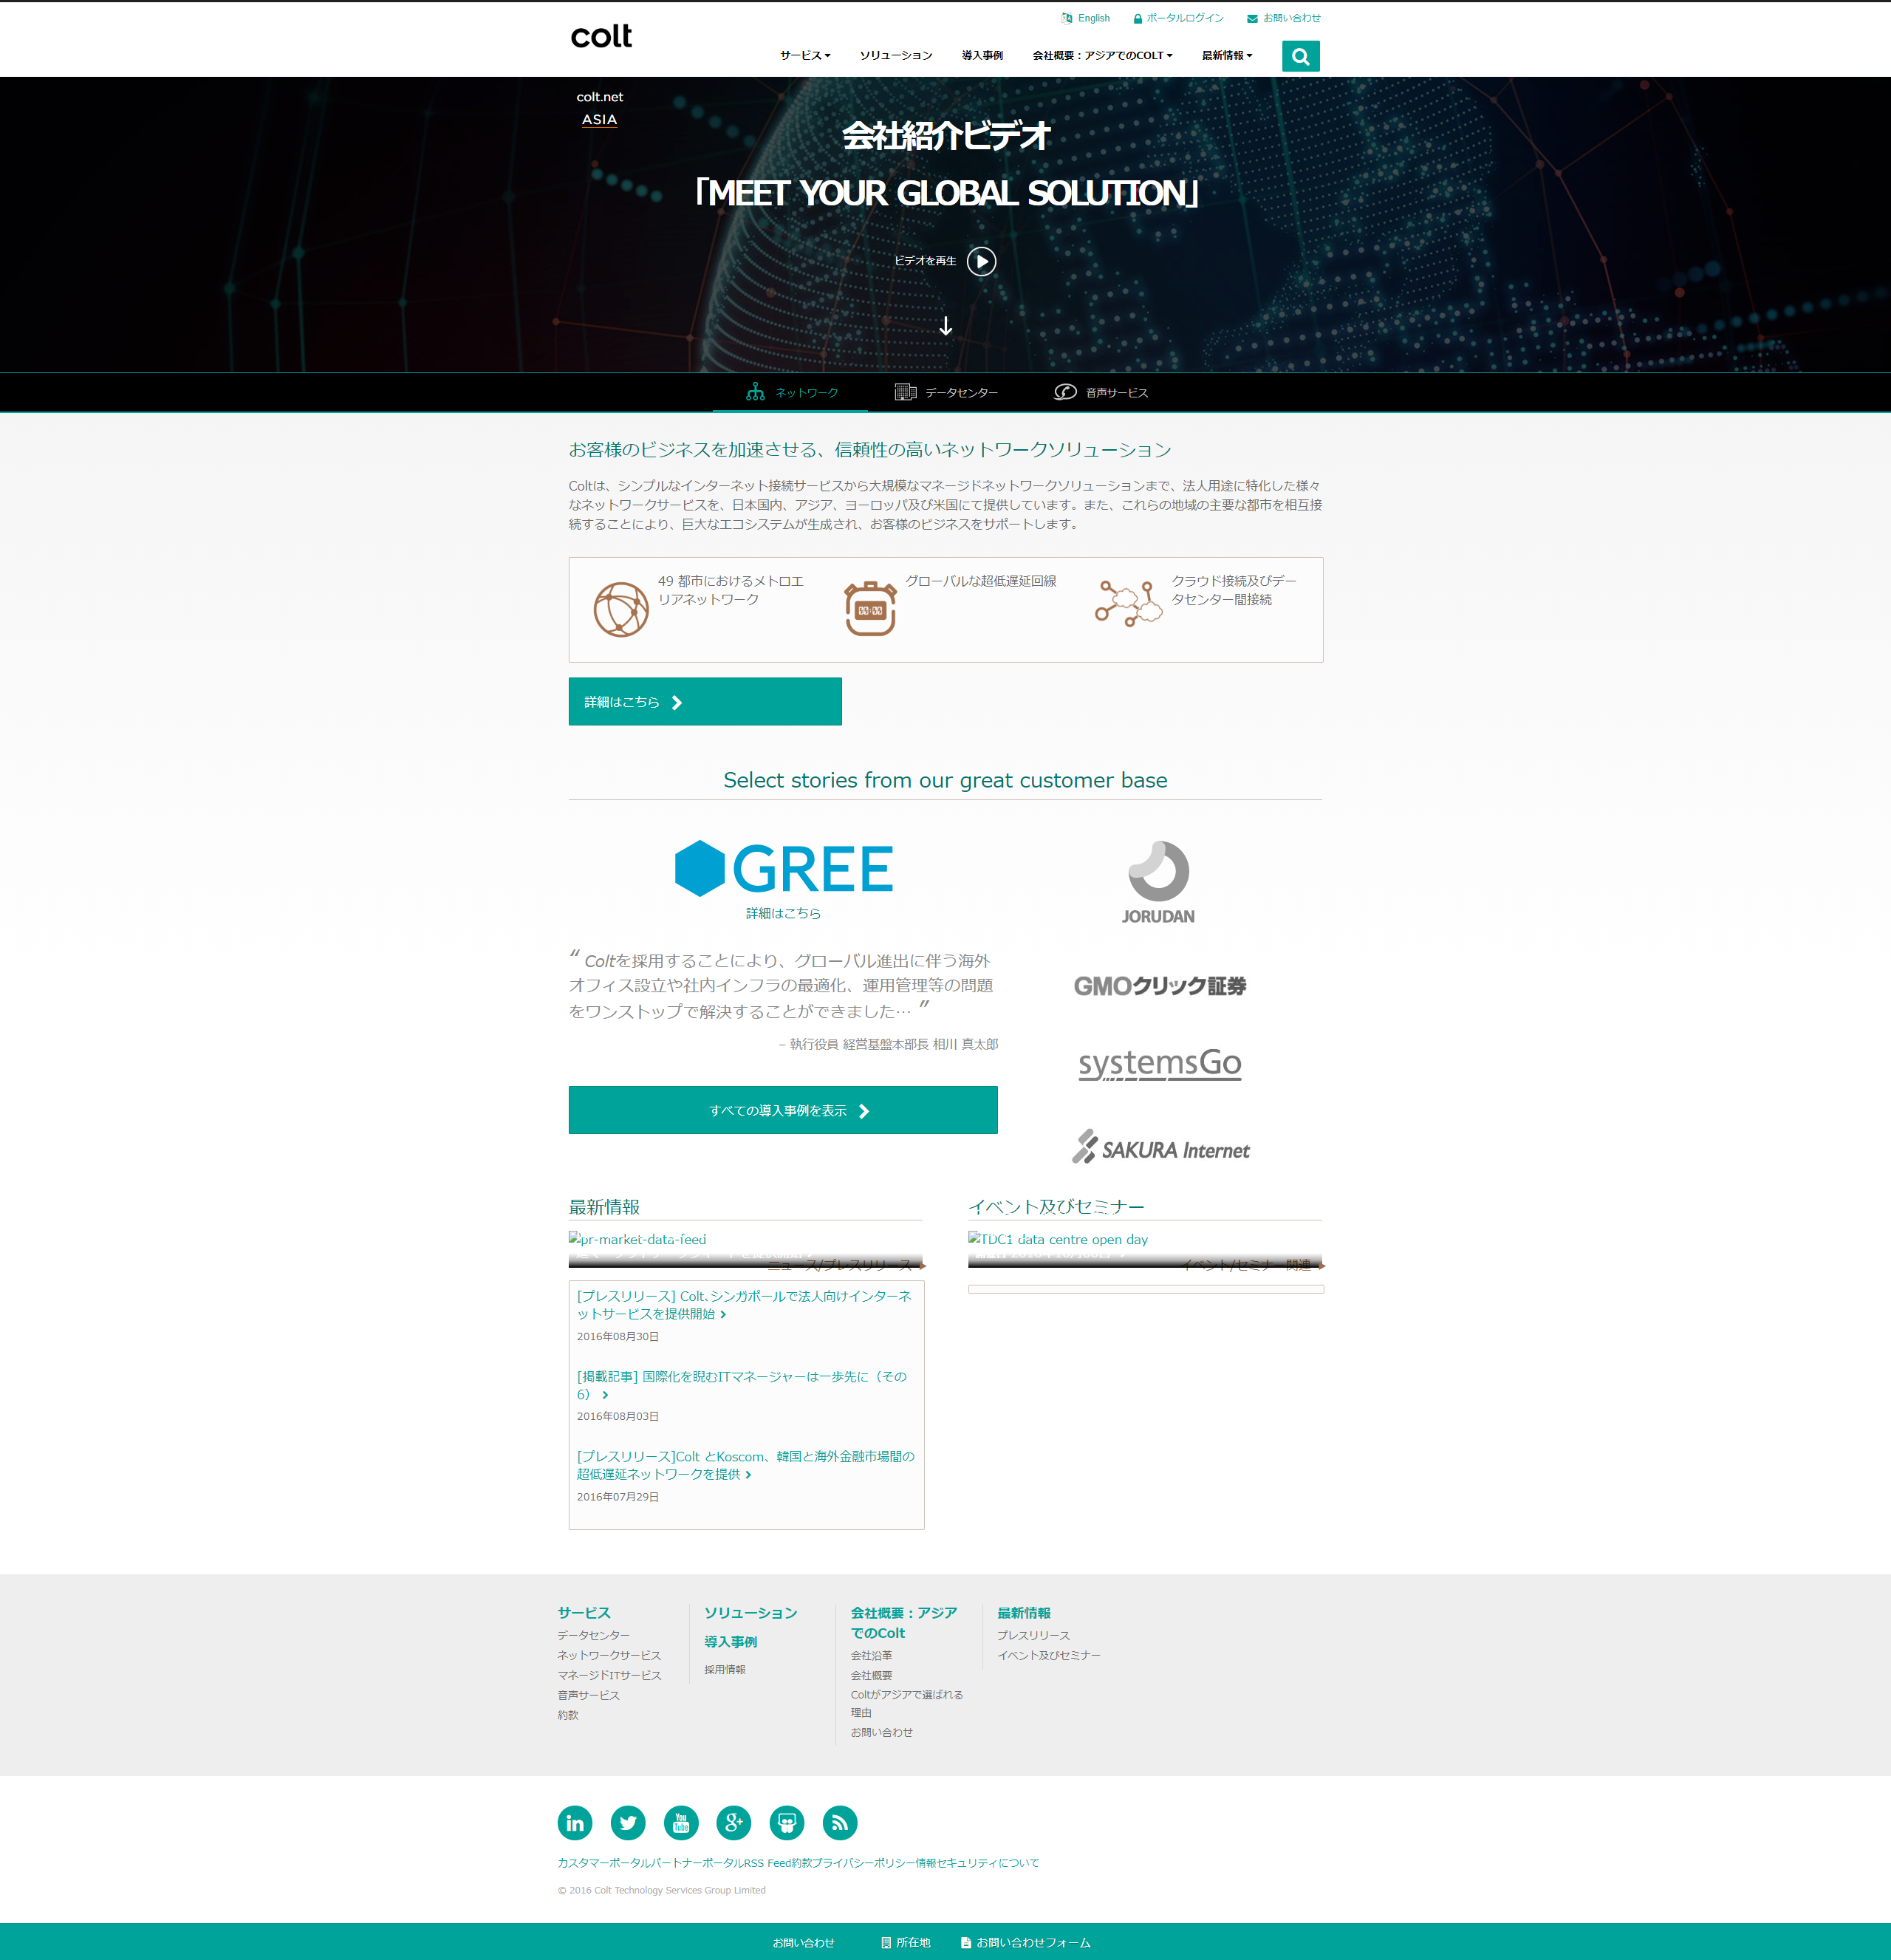 colt
English
ポータルログイン
お問い合わせ
サービス
ソリューション
導入事例
会社概要：アジアでのCOLT
最新情報
colt.net
ASIA
会社紹介ビデオ
「MEET YOUR GLOBAL SOLUTION」
ビデオを再生
ネットワーク
データセンター
音声サービス
お客様のビジネスを加速させる、信頼性の高いネットワークソリューション
Coltは、シンプルなインターネット接続サービスから大規模なマネージドネットワークソリューションまで、法人用途に特化した様々
なネットワークサービスを、日本国内、アジア、ヨーロッパ及び米国にて提供しています。また、これらの地域の主要な都市を相互接
続することにより、巨大なエコシステムが生成され、お客様のビジネスをサポートします。
49 都市におけるメトロエ
リアネットワーク
00:00
グローバルな超低遅延回線
クラウド接続及びデー
タセンター間接続
詳細はこちら
Select stories from our great customer base
GREE
詳細はこちら
“ Coltを採用することにより、グローバル進出に伴う海外
オフィス設立や社内インフラの最適化、運用管理等の問題
をワンストップで解決することができました… ”
– 執行役員 経営基盤本部長 相川 真太郎
すべての導入事例を表示
JORUDAN
GMOクリック証券
systemsGo
SAKURA Internet
最新情報
pr-market-data-feed
ニュース/プレスリリース
[プレスリリース] Colt､シンガポールで法人向けインターネ
ットサービスを提供開始
2016年08月30日
[掲載記事] 国際化を睨むITマネージャーは一歩先に（その
6）
2016年08月03日
[プレスリリース]Colt とKoscom、韓国と海外金融市場間の
超低遅延ネットワークを提供
2016年07月29日
イベント及びセミナー
TDC1 data centre open day
イベント/セミナー関連
サービス
データセンター
ネットワークサービス
マネージドITサービス
音声サービス
約款
ソリューション
導入事例
採用情報
会社概要：アジア
でのColt
会社沿革
会社概要
Coltがアジアで選ばれる
理由
お問い合わせ
最新情報
プレスリリース
イベント及びセミナー
in
You
Tube
g+
カスタマーポータルパートナーポータルRSS Feed約款プライバシーポリシー情報セキュリティについて
© 2016 Colt Technology Services Group Limited
お問い合わせ
所在地
お問い合わせフォーム